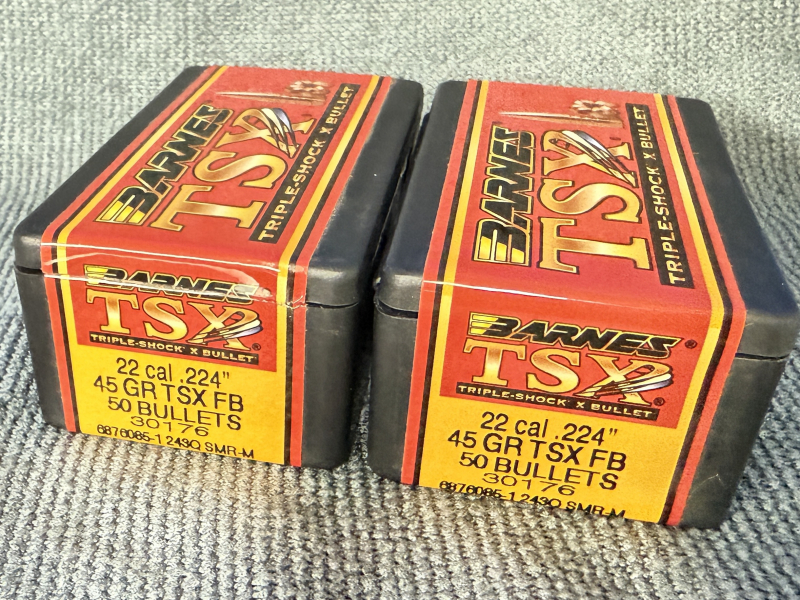 BARNES
TSX
TRIPLE-SHOCK X BULLET
BARNES
TSX
TRIPLE-SHOCK X BULLET
22 cal .224"
45 GR TSX FB
50 BULLETS
30176
6876085-1 243Q SMR-M
BARNES
TSX
TRIPLE-SHOCK X BULLET
BARNES®
TSX®
TRIPLE-SHOCK X BULLET
22 cal .224"
45 GR TSX FB
50 BULLETS
30176
6876085-1 243Q SMR-M